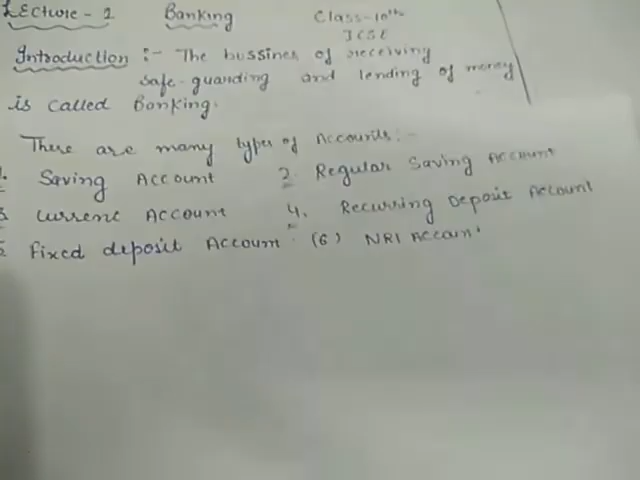 Lecture - 2 Banking Class-10th
ICSE
Introduction :- The bussines of receiving
safe-guanding and lending of money
is called Banking.
There are many types of Accounts:-
1. Saving Account 2. Regular Saving Account
3 current Account 4. Recurring Deposit Account
5 Fixed deposit Account (6) NRI Account